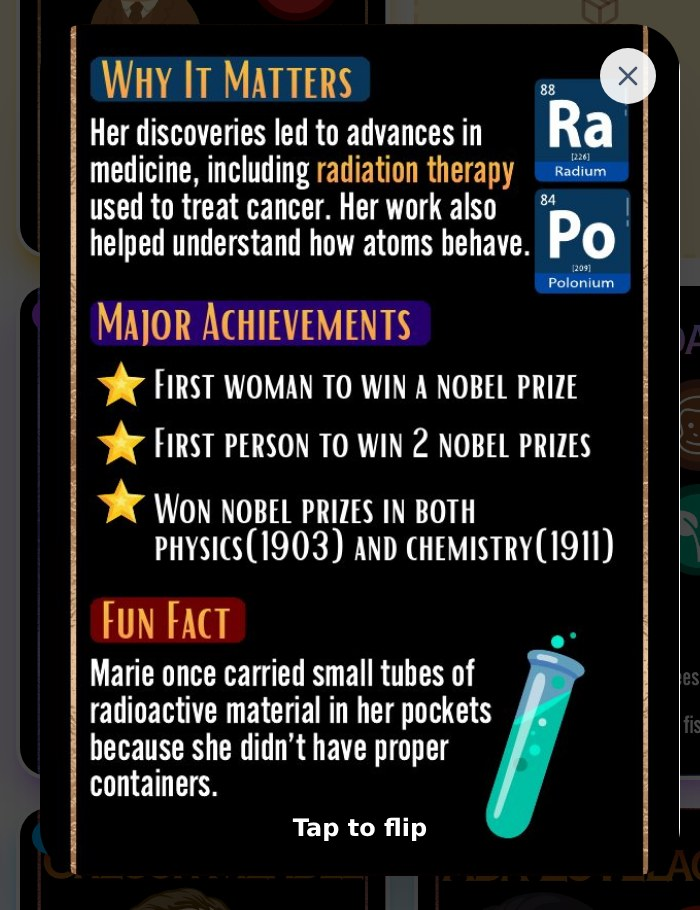 Why It Matters
Her discoveries led to advances in
medicine, including radiation therapy
used to treat cancer. Her work also
helped understand how atoms behave.
88
Ra
[226]
Radium
84
Po
[209]
Polonium
Major Achievements
First woman to win a nobel prize
First person to win 2 nobel prizes
Won nobel prizes in both
physics(1903) and chemistry(1911)
Fun Fact
Marie once carried small tubes of
radioactive material in her pockets
because she didn't have proper
containers.
Tap to flip